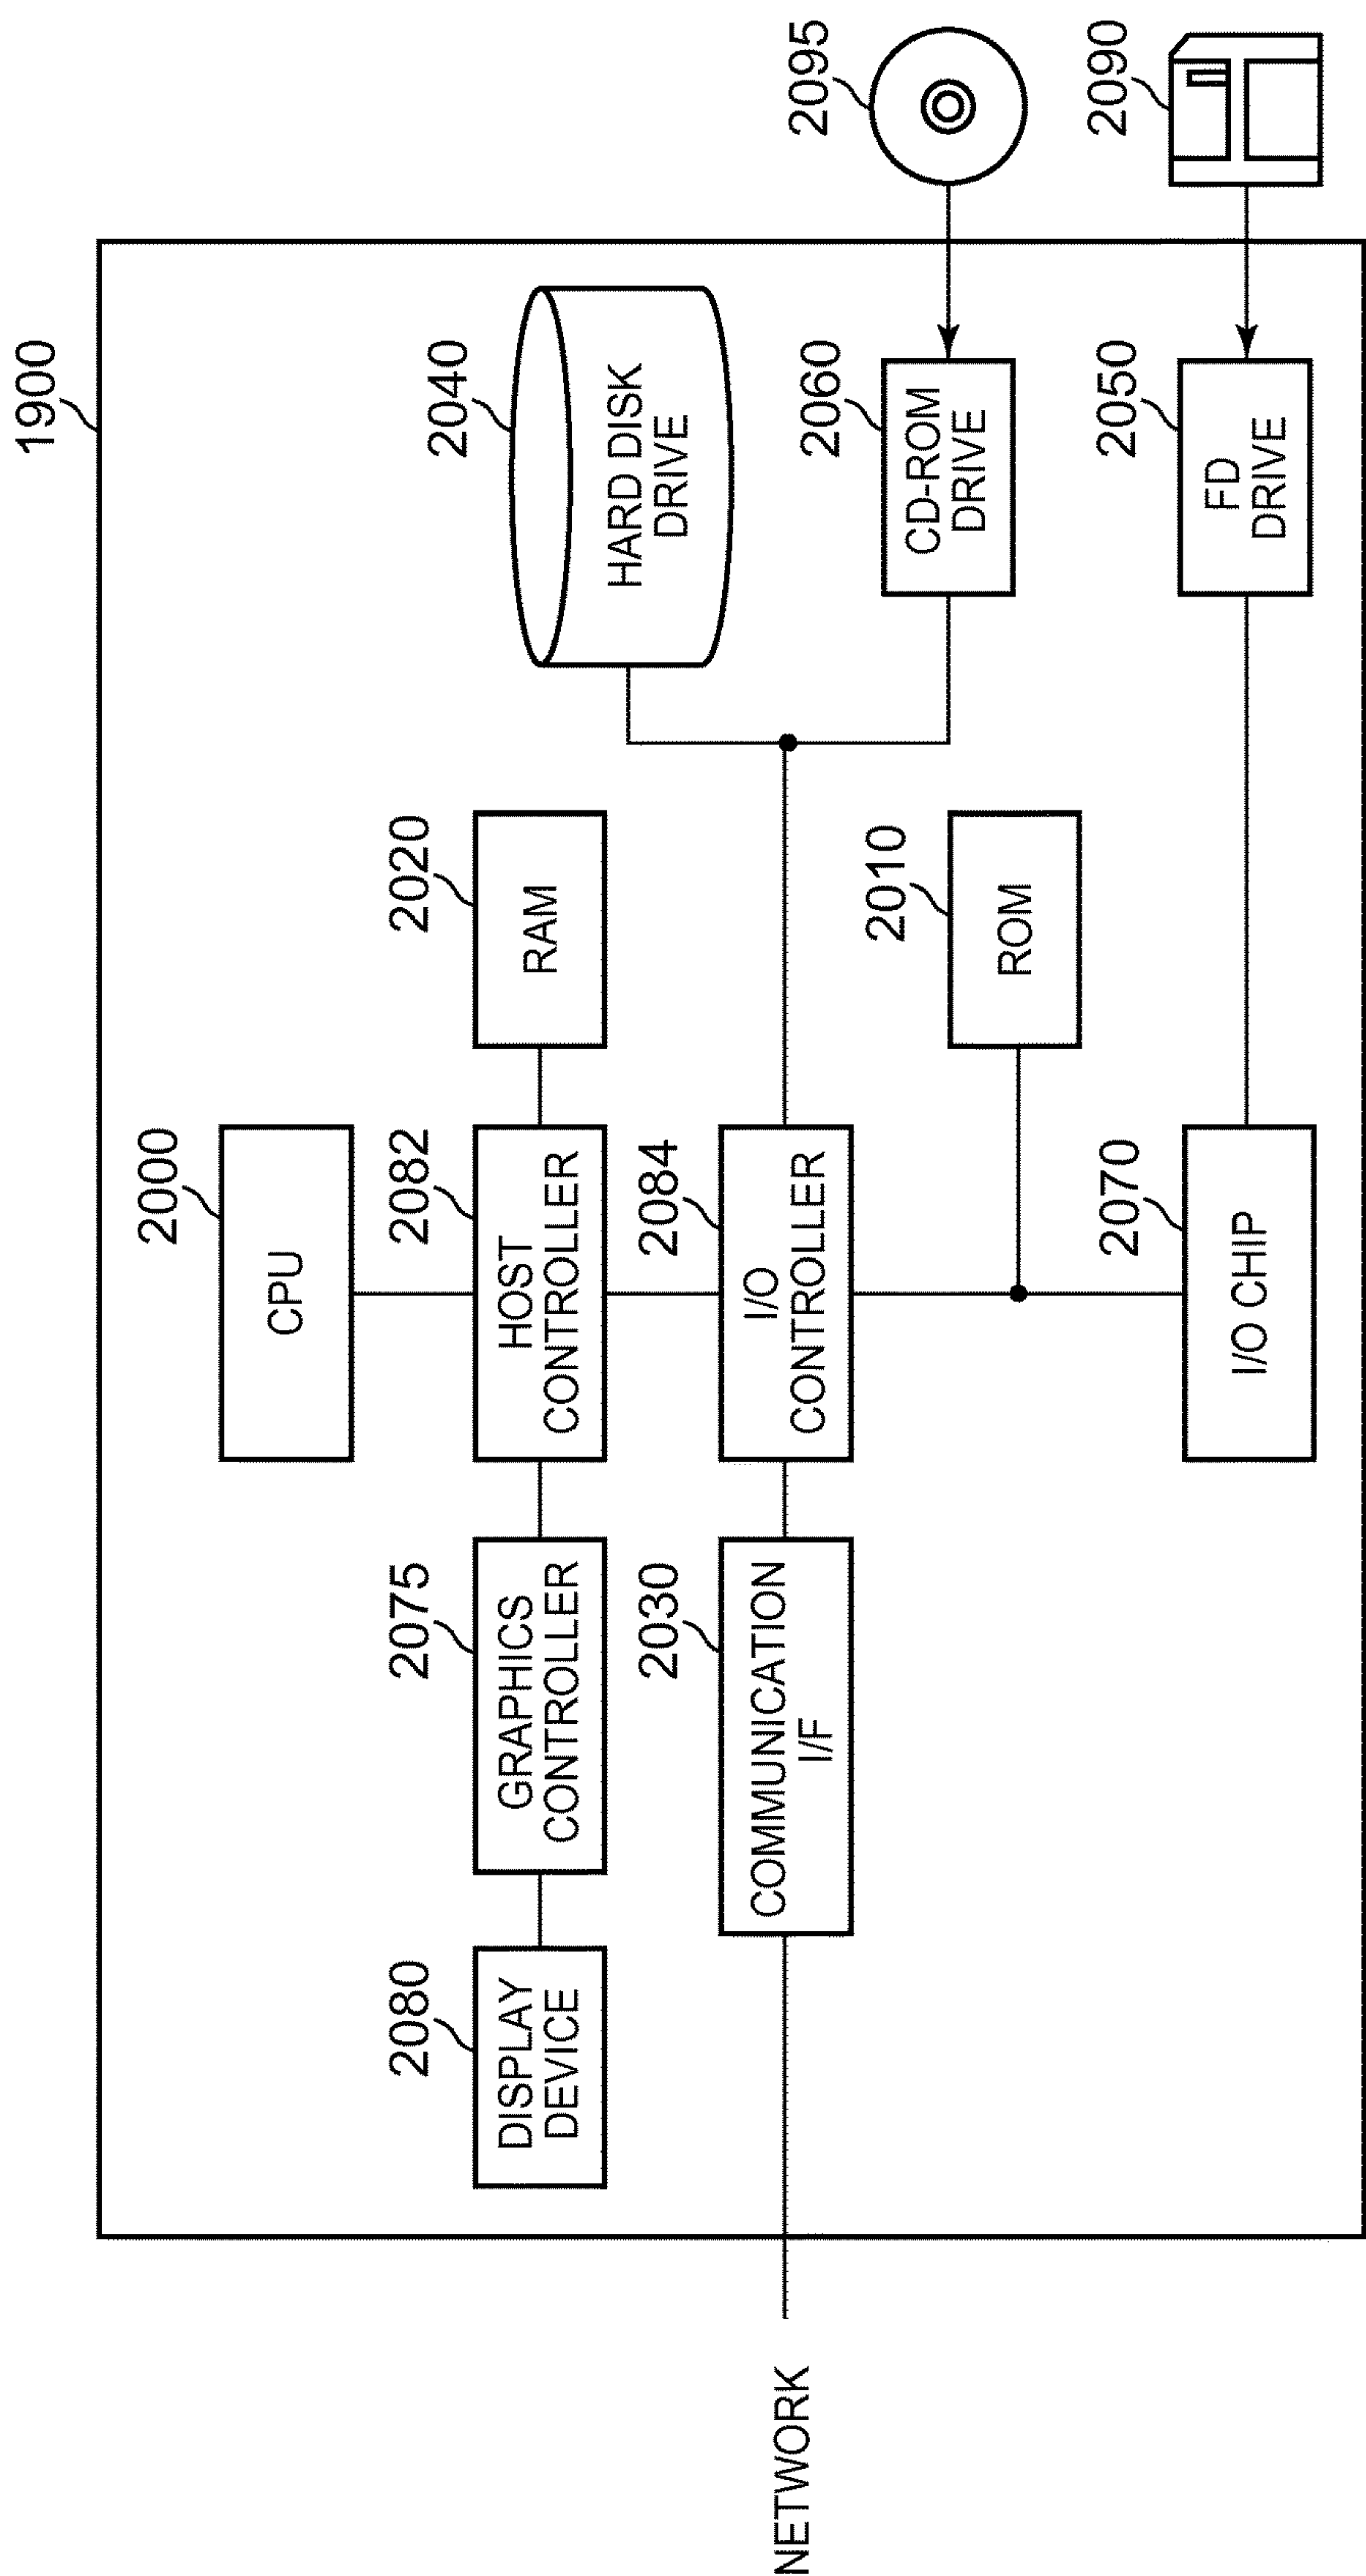 1900
2000
CPU
2080
DISPLAY
DEVICE
2075
GRAPHICS
CONTROLLER
2082
HOST
CONTROLLER
2020
RAM
2040
HARD DISK
DRIVE
NETWORK
2030
COMMUNICATION
I/F
2084
I/O
CONTROLLER
2095
2060
CD-ROM
DRIVE
2010
ROM
2070
I/O CHIP
2050
FD
DRIVE
2090